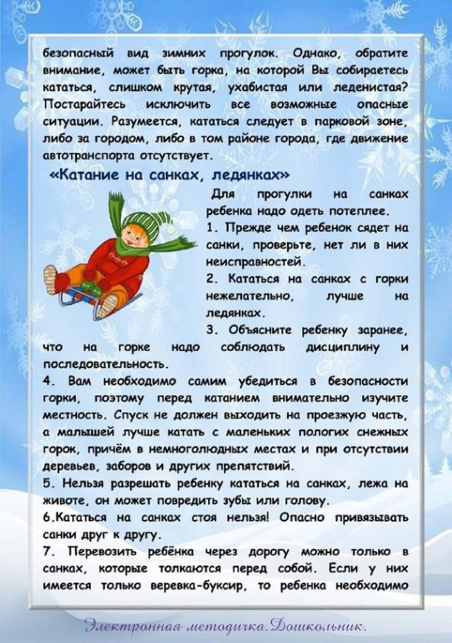 безопасный вид зимних прогулок. Однако, обратите
внимание, может быть горка, на которой Вы собираетесь
кататься, слишком крутая, ухабистая или леденистая?
Постарайтесь исключить все возможные опасные
ситуации. Разумеется, кататься следует в парковой зоне,
либо за городом, либо в том районе города, где движение
автотранспорта отсутствует.
«Катание на санках, ледянках»
Для прогулки на санках
ребенка надо одеть потеплее.
1. Прежде чем ребенок сядет на
санки, проверьте, нет ли в них
неисправностей.
2. Кататься на санках с горки
нежелательно, лучше на
ледянках.
3. Объясните ребенку заранее,
что на горке надо соблюдать дисциплину и
последовательность.
4. Вам необходимо самим убедиться в безопасности
горки, поэтому перед катанием внимательно изучите
местность. Спуск не должен выходить на проезжую часть,
а малышей лучше катать с маленьких пологих снежных
горок, причём в немноголюдных местах и при отсутствии
деревьев, заборов и других препятствий.
5. Нельзя разрешать ребенку кататься на санках, лежа на
животе, он может повредить зубы или голову.
6.Кататься на санках стоя нельзя! Опасно привязывать
санки друг к другу.
7. Перевозить ребёнка через дорогу можно только в
санках, которые толкаются перед собой. Если у них
имеется только веревка-буксир, то ребенка необходимо
Электронная методичка.Дошкольник.